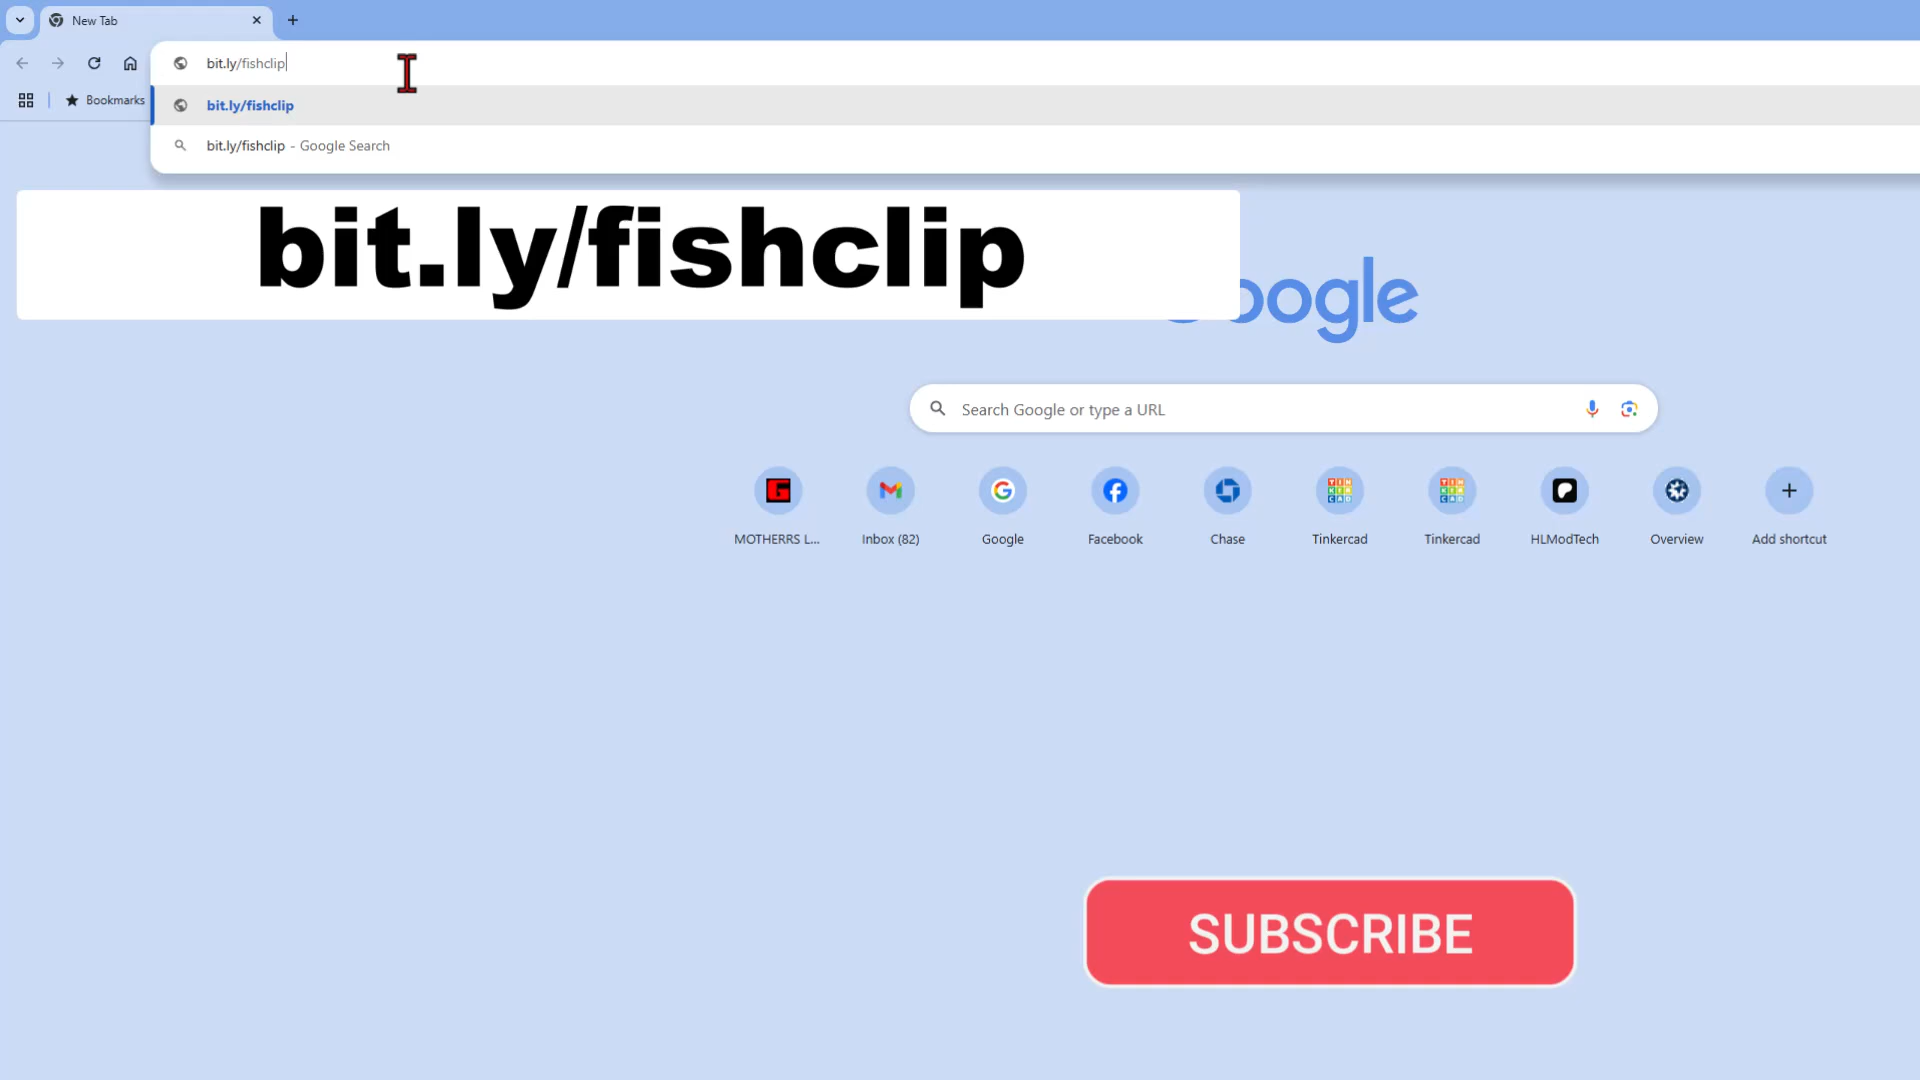 New Tab
bit.ly/fishclip
Bookmarks
bit.ly/fishclip
bit.ly/fishclip - Google Search
bit.ly/fishclip
oogle
Search Google or type a URL
MOTHERRS L...
Inbox (82)
Google
Facebook
Chase
Tinkercad
Tinkercad
HLModTech
Overview
Add shortcut
SUBSCRIBE